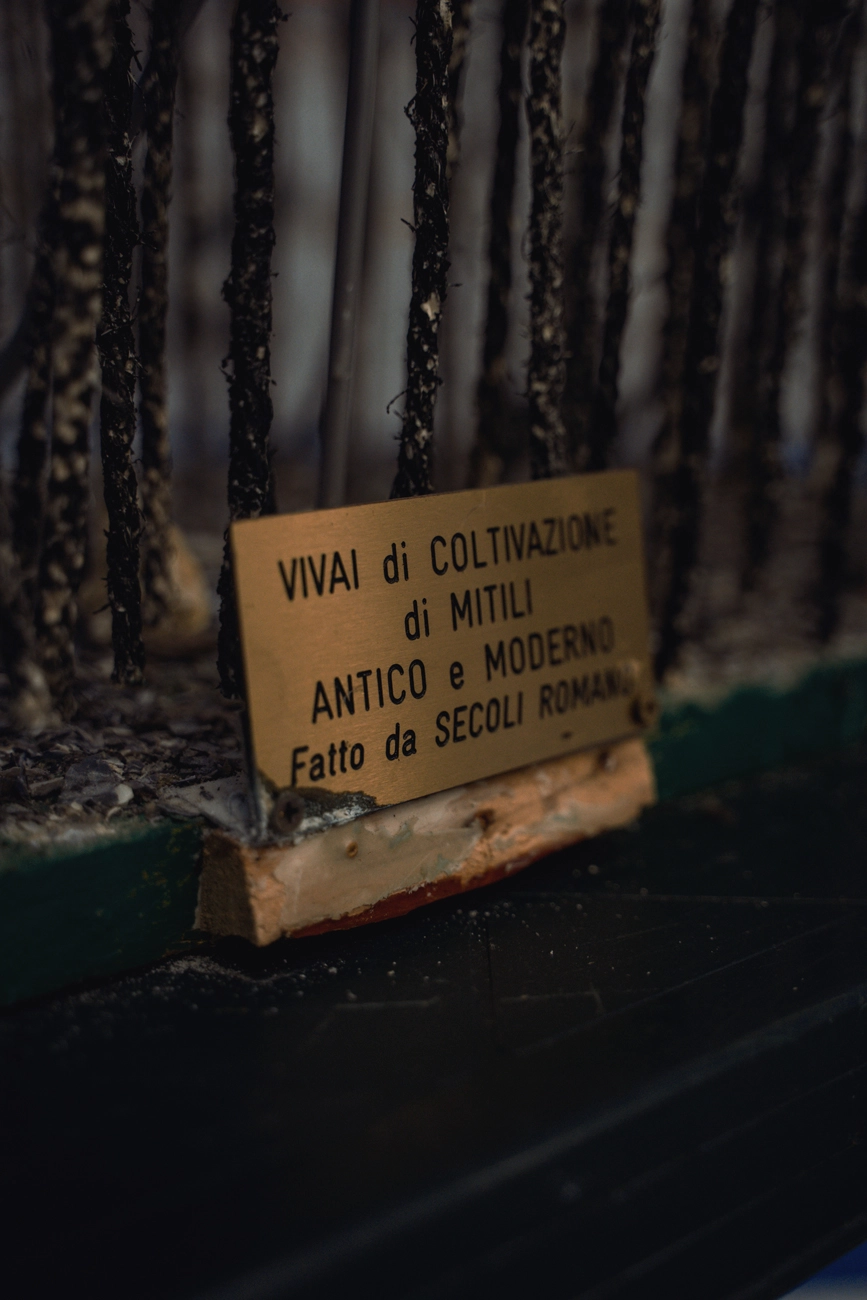 VIVAI di COLTIVAZIONE
di MITILI
ANTICO e MODERNO
Fatto da SECOLI ROMANO